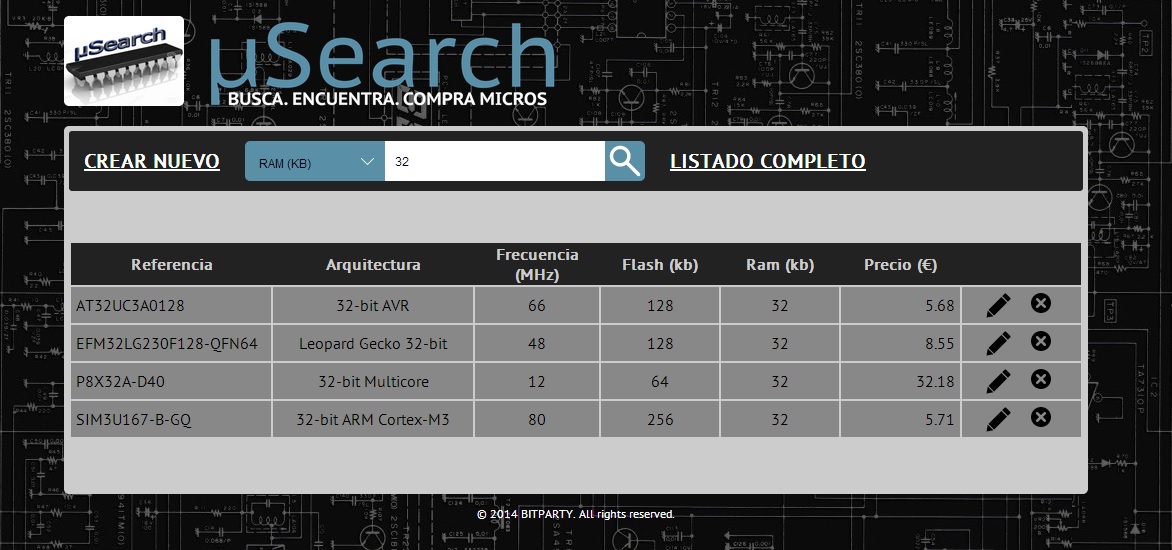 µSearch
µSearch
BUSCA. ENCUENTRA. COMPRA MICROS
CREAR NUEVO
RAM (KB)
32
LISTADO COMPLETO
Referencia Arquitectura Frecuencia (MHz) Flash (kb) Ram (kb) Precio (€)
AT32UC3A0128 32-bit AVR 66 128 32 5.68
EFM32LG230F128-QFN64 Leopard Gecko 32-bit 48 128 32 8.55
P8X32A-D40 32-bit Multicore 12 64 32 32.18
SIM3U167-B-GQ 32-bit ARM Cortex-M3 80 256 32 5.71
© 2014 BITPARTY. All rights reserved.
TP2
TP3